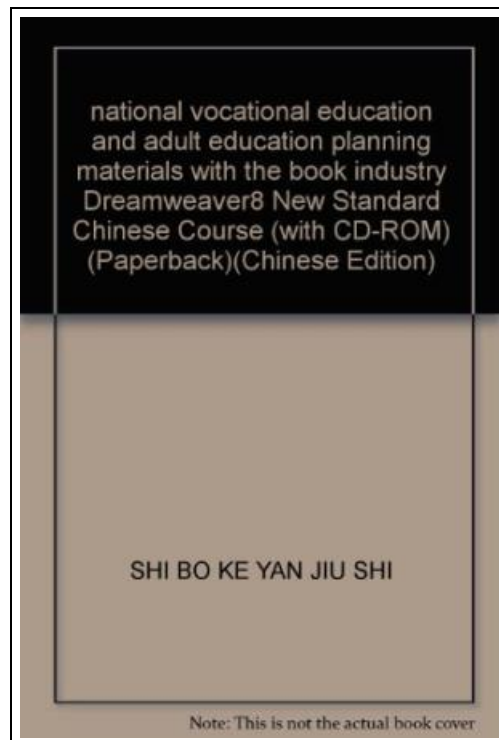 national vocational education
and adult education planning
materials with the book industry
Dreamweaver8 New Standard
Chinese Course (with CD-ROM)
(Paperback)(Chinese Edition)
SHI BO KE YAN JIU SHI
Note: This is not the actual book cover